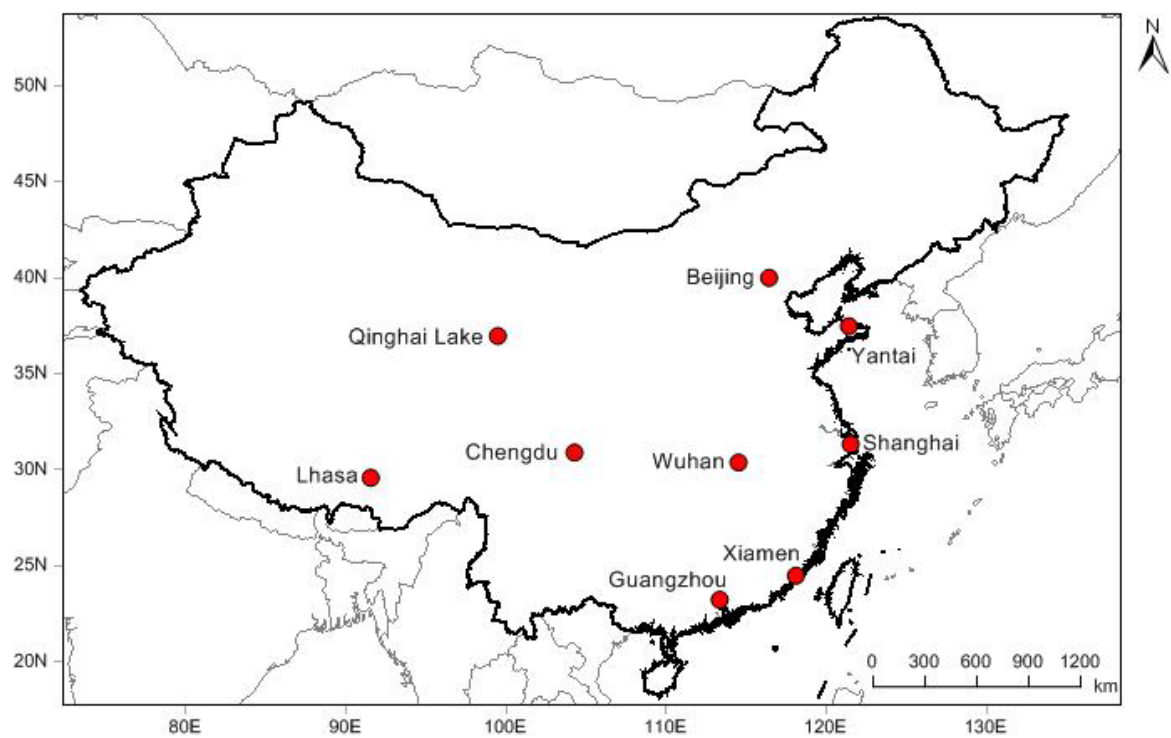 N
50N
45N
40N
35N
30N
25N
20N
Beijing
Qinghai Lake
Yantai
Shanghai
Chengdu
Wuhan
Lhasa
Xiamen
Guangzhou
0 300 600 900 1200
km
80E 90E 100E 110E 120E 130E